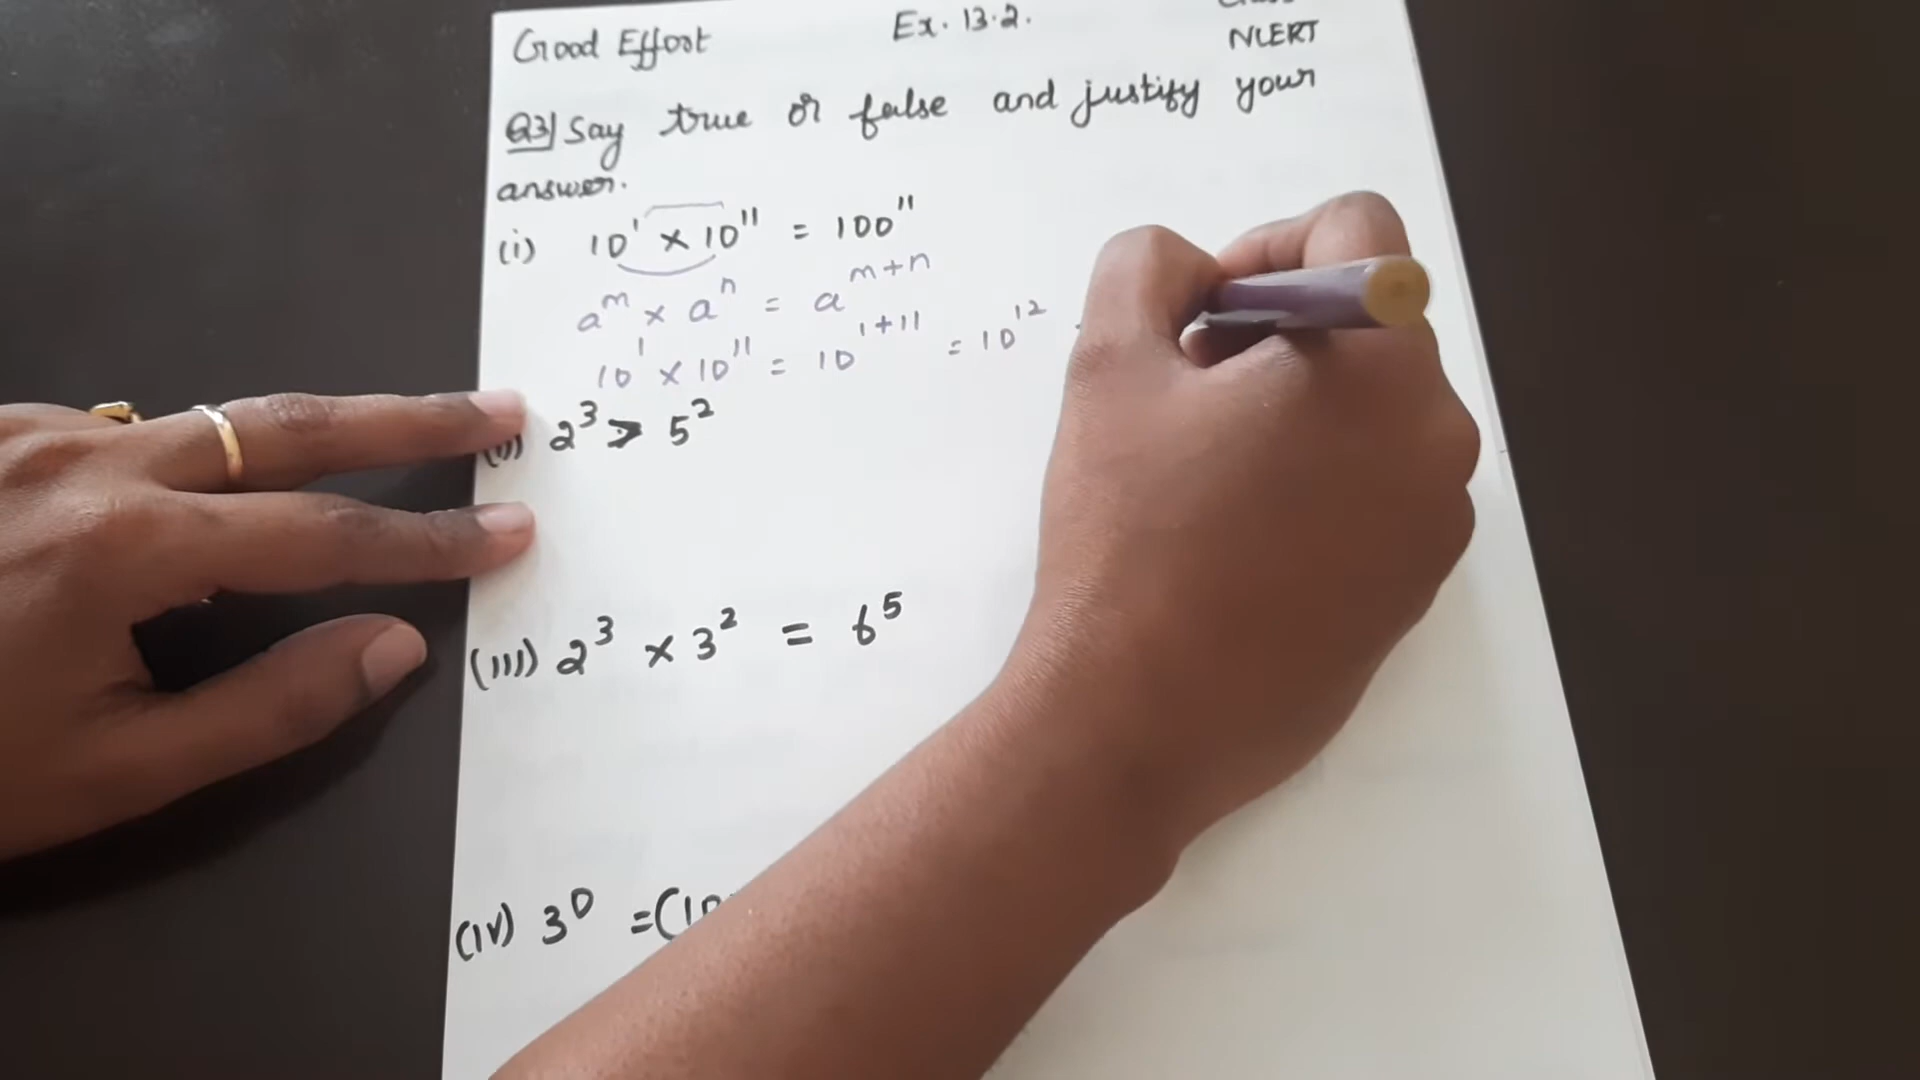 Good Effort Ex. 13.2.
NCERT
Q3) Say true or false and justify your
answer.
(i) 10¹ × 10¹¹ = 100¹¹
aᵐ × aⁿ = aᵐ⁺ⁿ
10¹ × 10¹¹ = 10¹⁺¹¹ = 10¹²
2³ > 5²
(iii) 2³ × 3² = 6⁵
(iv) 3⁰ = (10